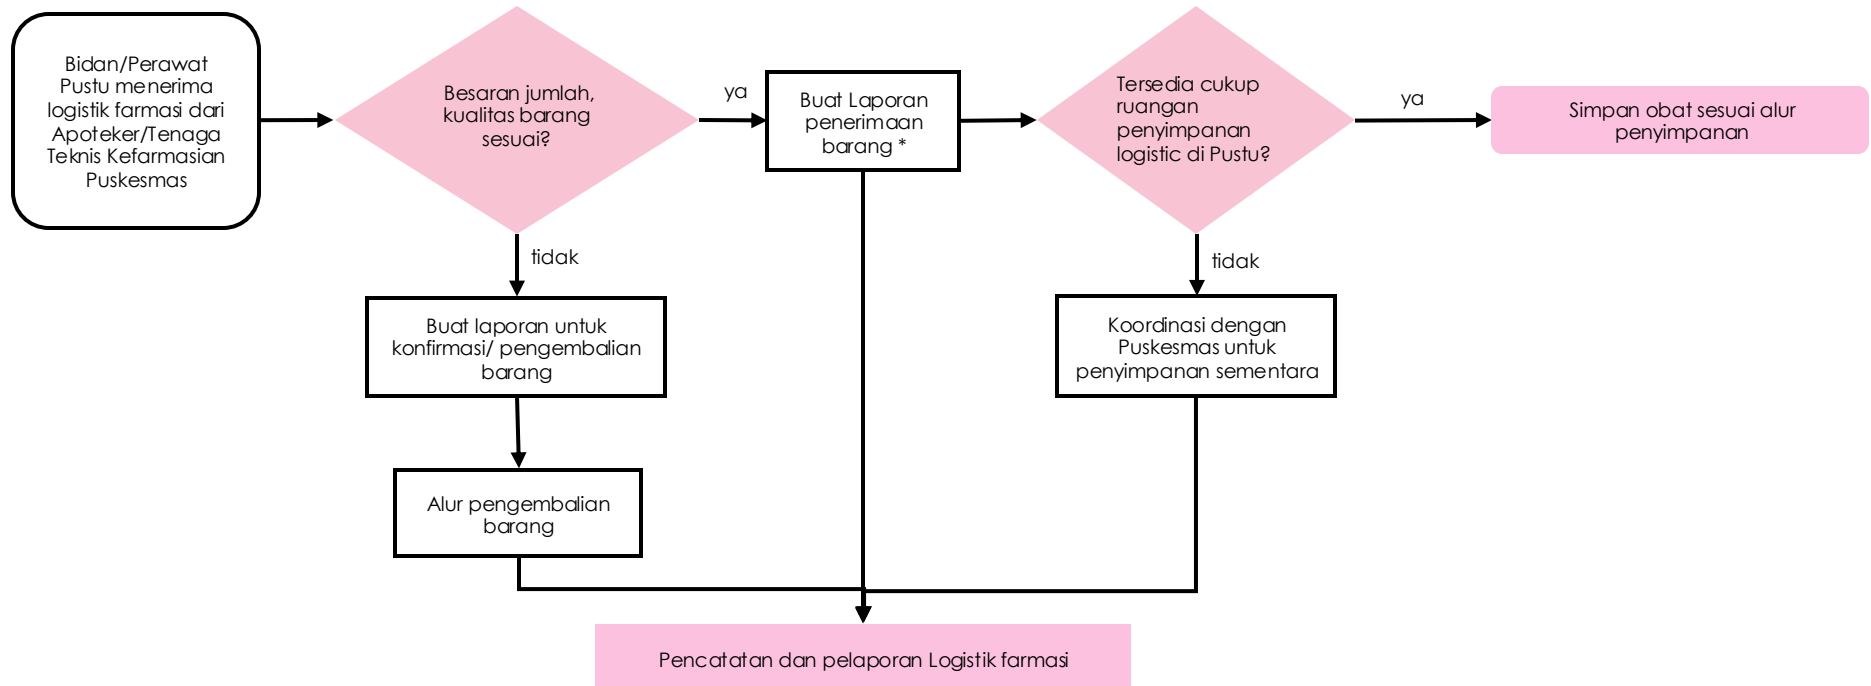 Bidan/Perawat
Pustu menerima
logistik farmasi dari
Apoteker/Tenaga
Teknis Kefarmasian
Puskesmas
Besaran jumlah,
kualitas barang
sesuai?
ya
Buat Laporan
penerimaan
barang *
Tersedia cukup
ruangan
penyimpanan
logistic di Pustu?
ya
Simpan obat sesuai alur
penyimpanan
tidak
tidak
Buat laporan untuk
konfirmasi/ pengembalian
barang
Koordinasi dengan
Puskesmas untuk
penyimpanan sementara
Alur pengembalian
barang
Pencatatan dan pelaporan Logistik farmasi